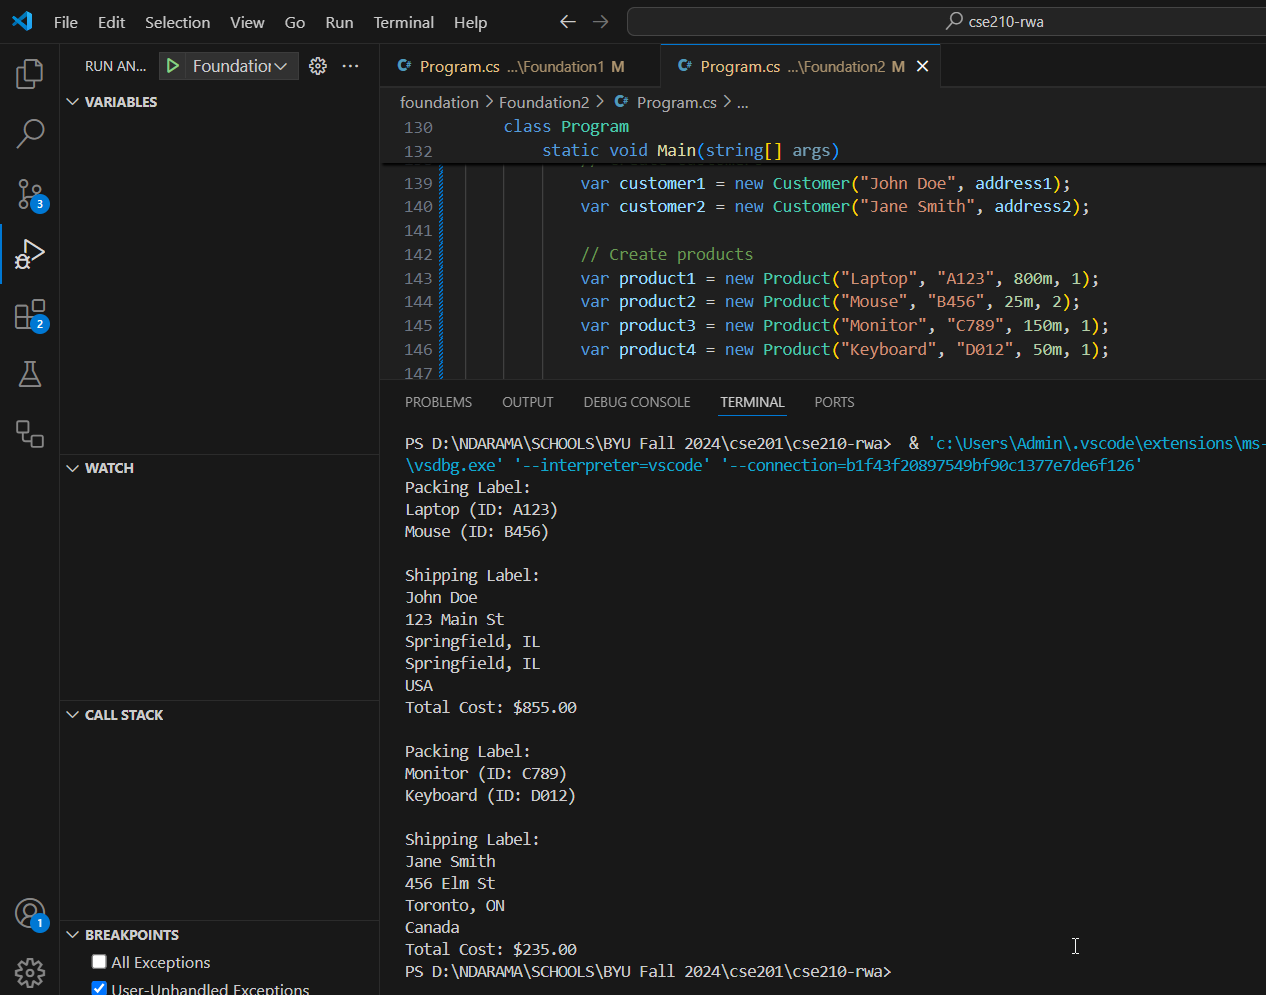 File Edit Selection View Go Run Terminal Help
cse210-rwa
RUN AN... Foundation
Program.cs ...\Foundation1 M
Program.cs ...\Foundation2 M
VARIABLES
foundation > Foundation2 > Program.cs > ...
130 class Program
132 static void Main(string[] args)
139 var customer1 = new Customer("John Doe", address1);
140 var customer2 = new Customer("Jane Smith", address2);
141
142 // Create products
143 var product1 = new Product("Laptop", "A123", 800m, 1);
144 var product2 = new Product("Mouse", "B456", 25m, 2);
145 var product3 = new Product("Monitor", "C789", 150m, 1);
146 var product4 = new Product("Keyboard", "D012", 50m, 1);
147
3
2
1
WATCH
CALL STACK
BREAKPOINTS
All Exceptions
User-Unhandled Exceptions
PROBLEMS OUTPUT DEBUG CONSOLE TERMINAL PORTS
PS D:\NDARAMA\SCHOOLS\BYU Fall 2024\cse201\cse210-rwa> & 'c:\Users\Admin\.vscode\extensions\ms-
\vsdbg.exe' '--interpreter=vscode' '--connection=b1f43f20897549bf90c1377e7de6f126'
Packing Label:
Laptop (ID: A123)
Mouse (ID: B456)
Shipping Label:
John Doe
123 Main St
Springfield, IL
Springfield, IL
USA
Total Cost: $855.00
Packing Label:
Monitor (ID: C789)
Keyboard (ID: D012)
Shipping Label:
Jane Smith
456 Elm St
Toronto, ON
Canada
Total Cost: $235.00
PS D:\NDARAMA\SCHOOLS\BYU Fall 2024\cse201\cse210-rwa>